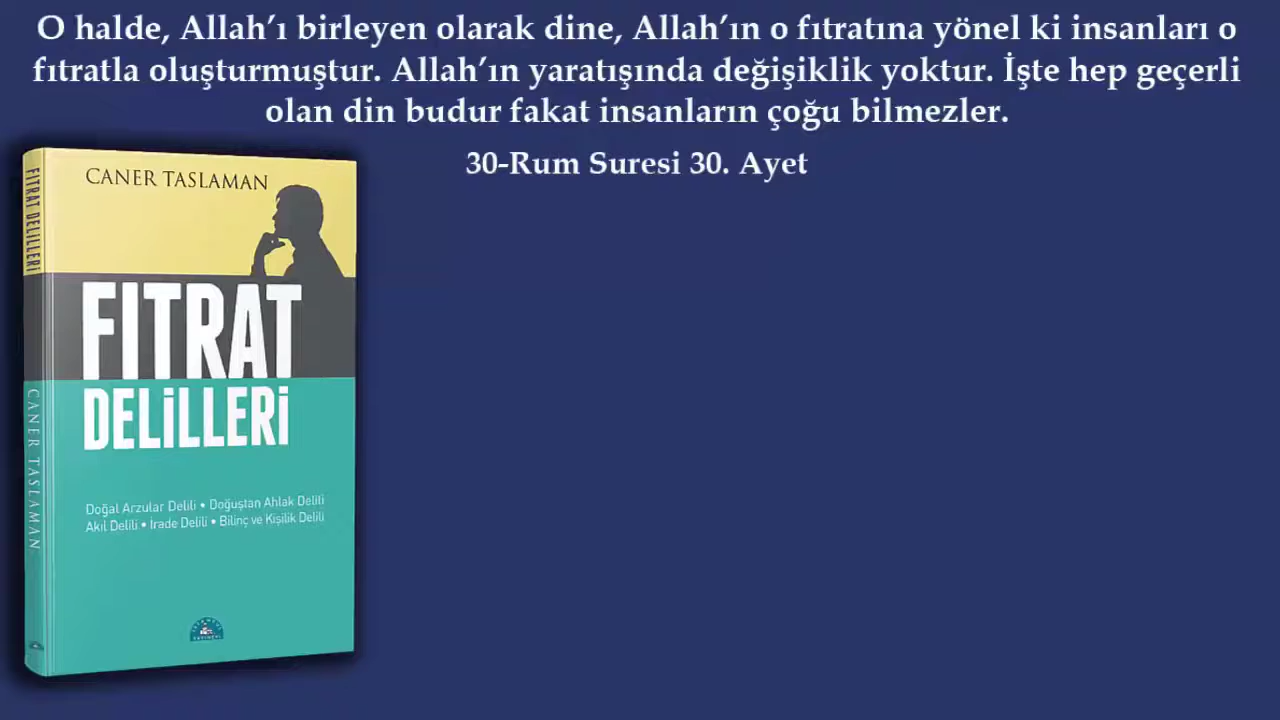 O halde, Allah’ı birleyen olarak dine, Allah’ın o fıtratına yönel ki insanları o
fıtratla oluşturmuştur. Allah’ın yaratışında değişiklik yoktur. İşte hep geçerli
olan din budur fakat insanların çoğu bilmezler.
30-Rum Suresi 30. Ayet
FITRAT DELİLLERİ
CANER TASLAMAN
CANER TASLAMAN
FITRAT
DELİLLERİ
Doğal Arzular Delili • Doğuştan Ahlak Delili
Akıl Delili • İrade Delili • Bilinç ve Kişilik Delili